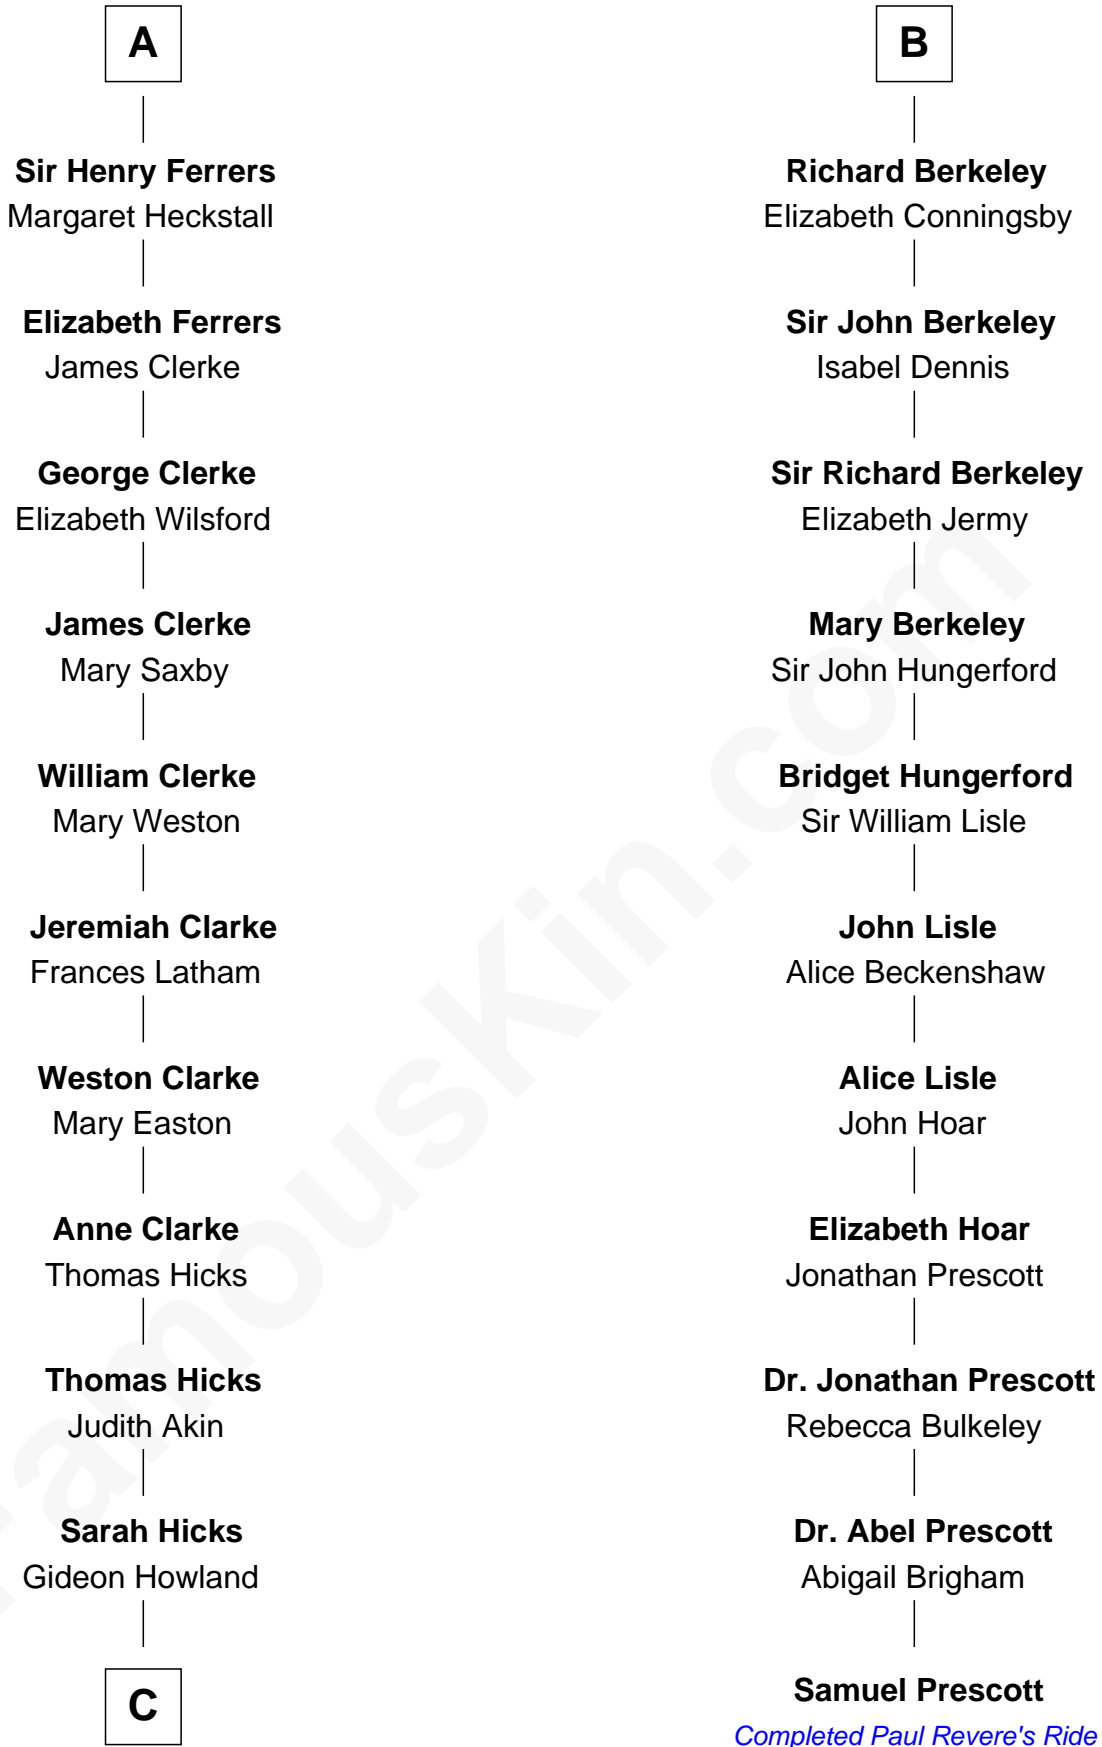 A
Sir Henry Ferrers
Margaret Heckstall
Elizabeth Ferrers
James Clerke
George Clerke
Elizabeth Wilsford
James Clerke
Mary Saxby
William Clerke
Mary Weston
Jeremiah Clarke
Frances Latham
Weston Clarke
Mary Easton
Anne Clarke
Thomas Hicks
Thomas Hicks
Judith Akin
Sarah Hicks
Gideon Howland
C
B
Richard Berkeley
Elizabeth Conningsby
Sir John Berkeley
Isabel Dennis
Sir Richard Berkeley
Elizabeth Jermy
Mary Berkeley
Sir John Hungerford
Bridget Hungerford
Sir William Lisle
John Lisle
Alice Beckenshaw
Alice Lisle
John Hoar
Elizabeth Hoar
Jonathan Prescott
Dr. Jonathan Prescott
Rebecca Bulkeley
Dr. Abel Prescott
Abigail Brigham
Samuel Prescott
Completed Paul Revere's Ride
FamousKin.com